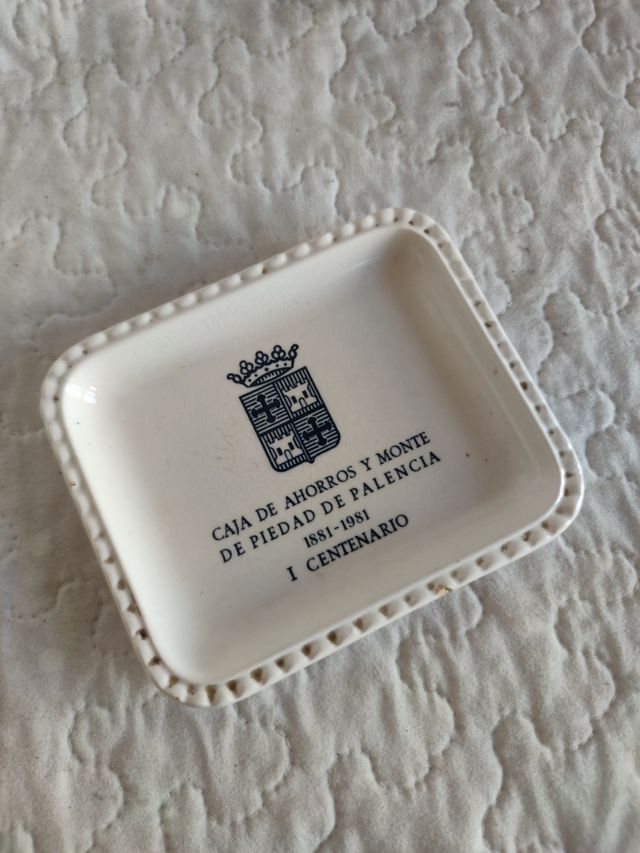 CAJA DE AHORROS Y MONTE
DE PIEDAD DE PALENCIA
1881-1981
I CENTENARIO